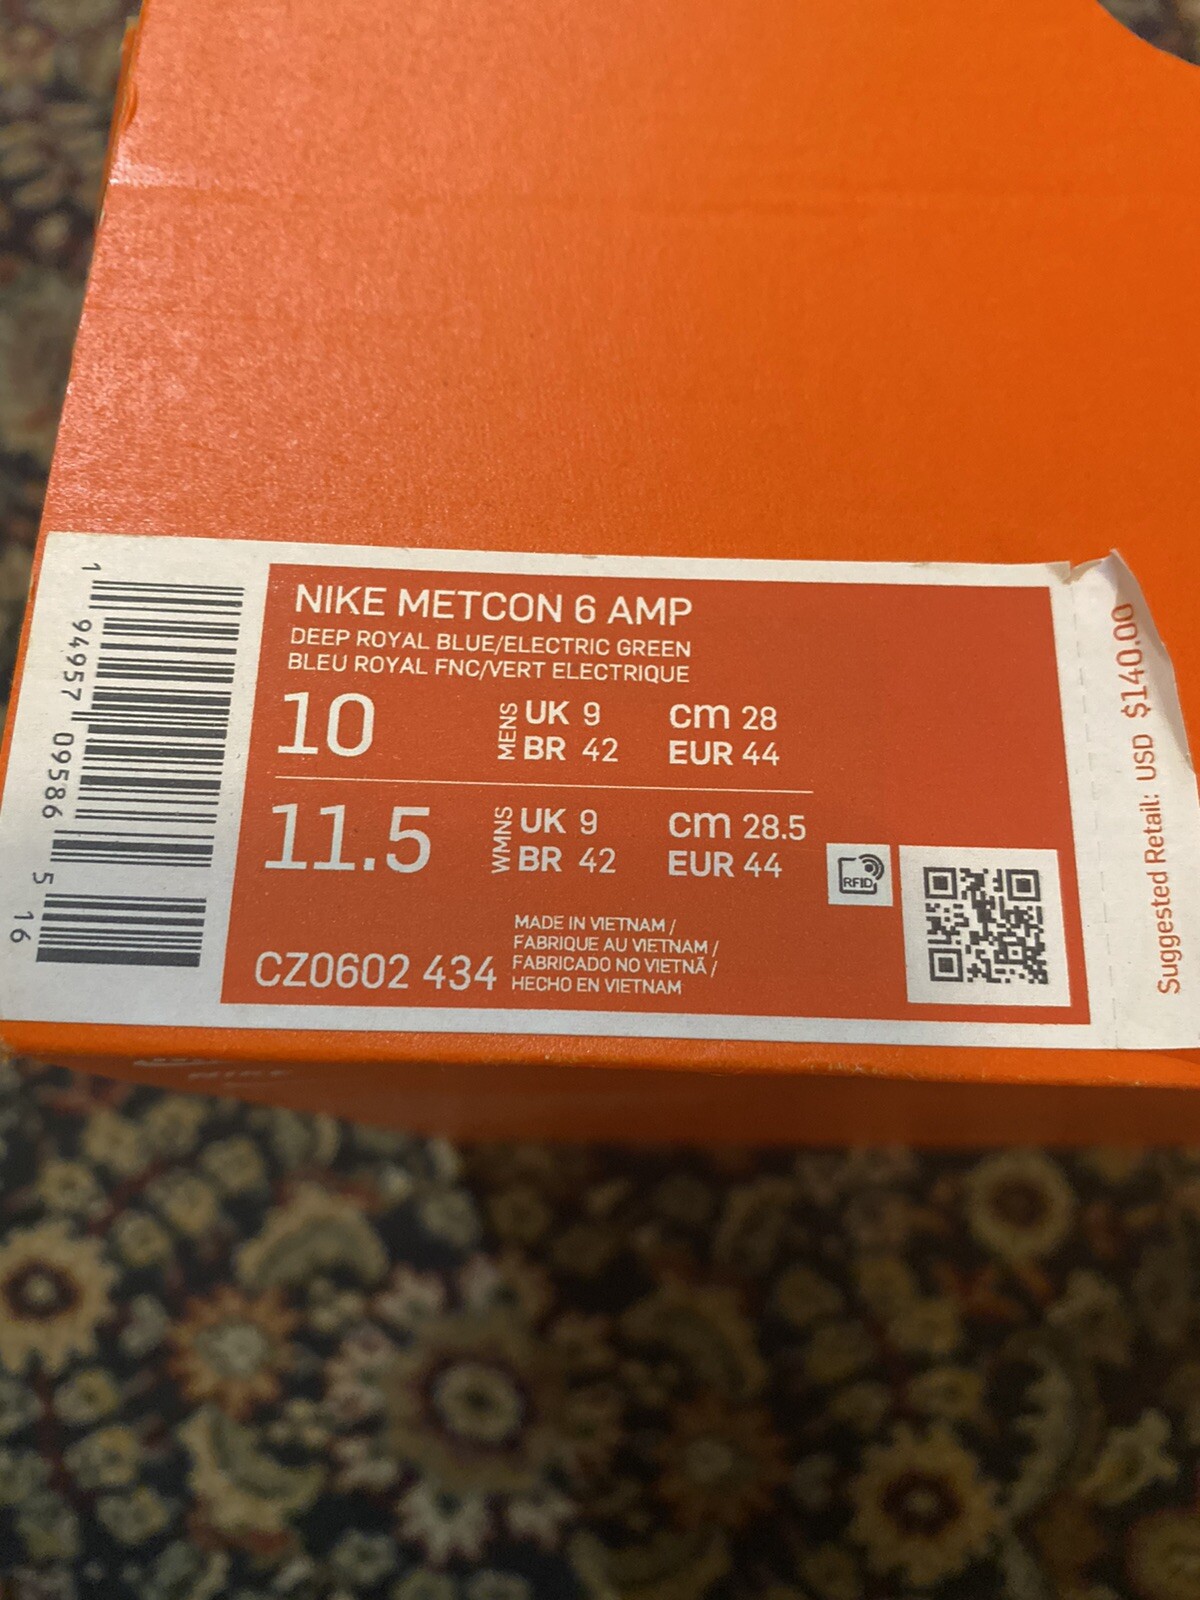 NIKE METCON 6 AMP
DEEP ROYAL BLUE/ELECTRIC GREEN
BLEU ROYAL FNC/VERT ELECTRIQUE
10
MENS
UK 9
cm 28
BR 42
EUR 44
11.5
WMNS
UK 9
cm 28.5
BR 42
EUR 44
RFID
CZ0602 434
MADE IN VIETNAM /
FABRIQUE AU VIETNAM /
FABRICADO NO VIETNÃ /
HECHO EN VIETNAM
1 94957 09586 5 16
Suggested Retail: USD $140.00
NIKE